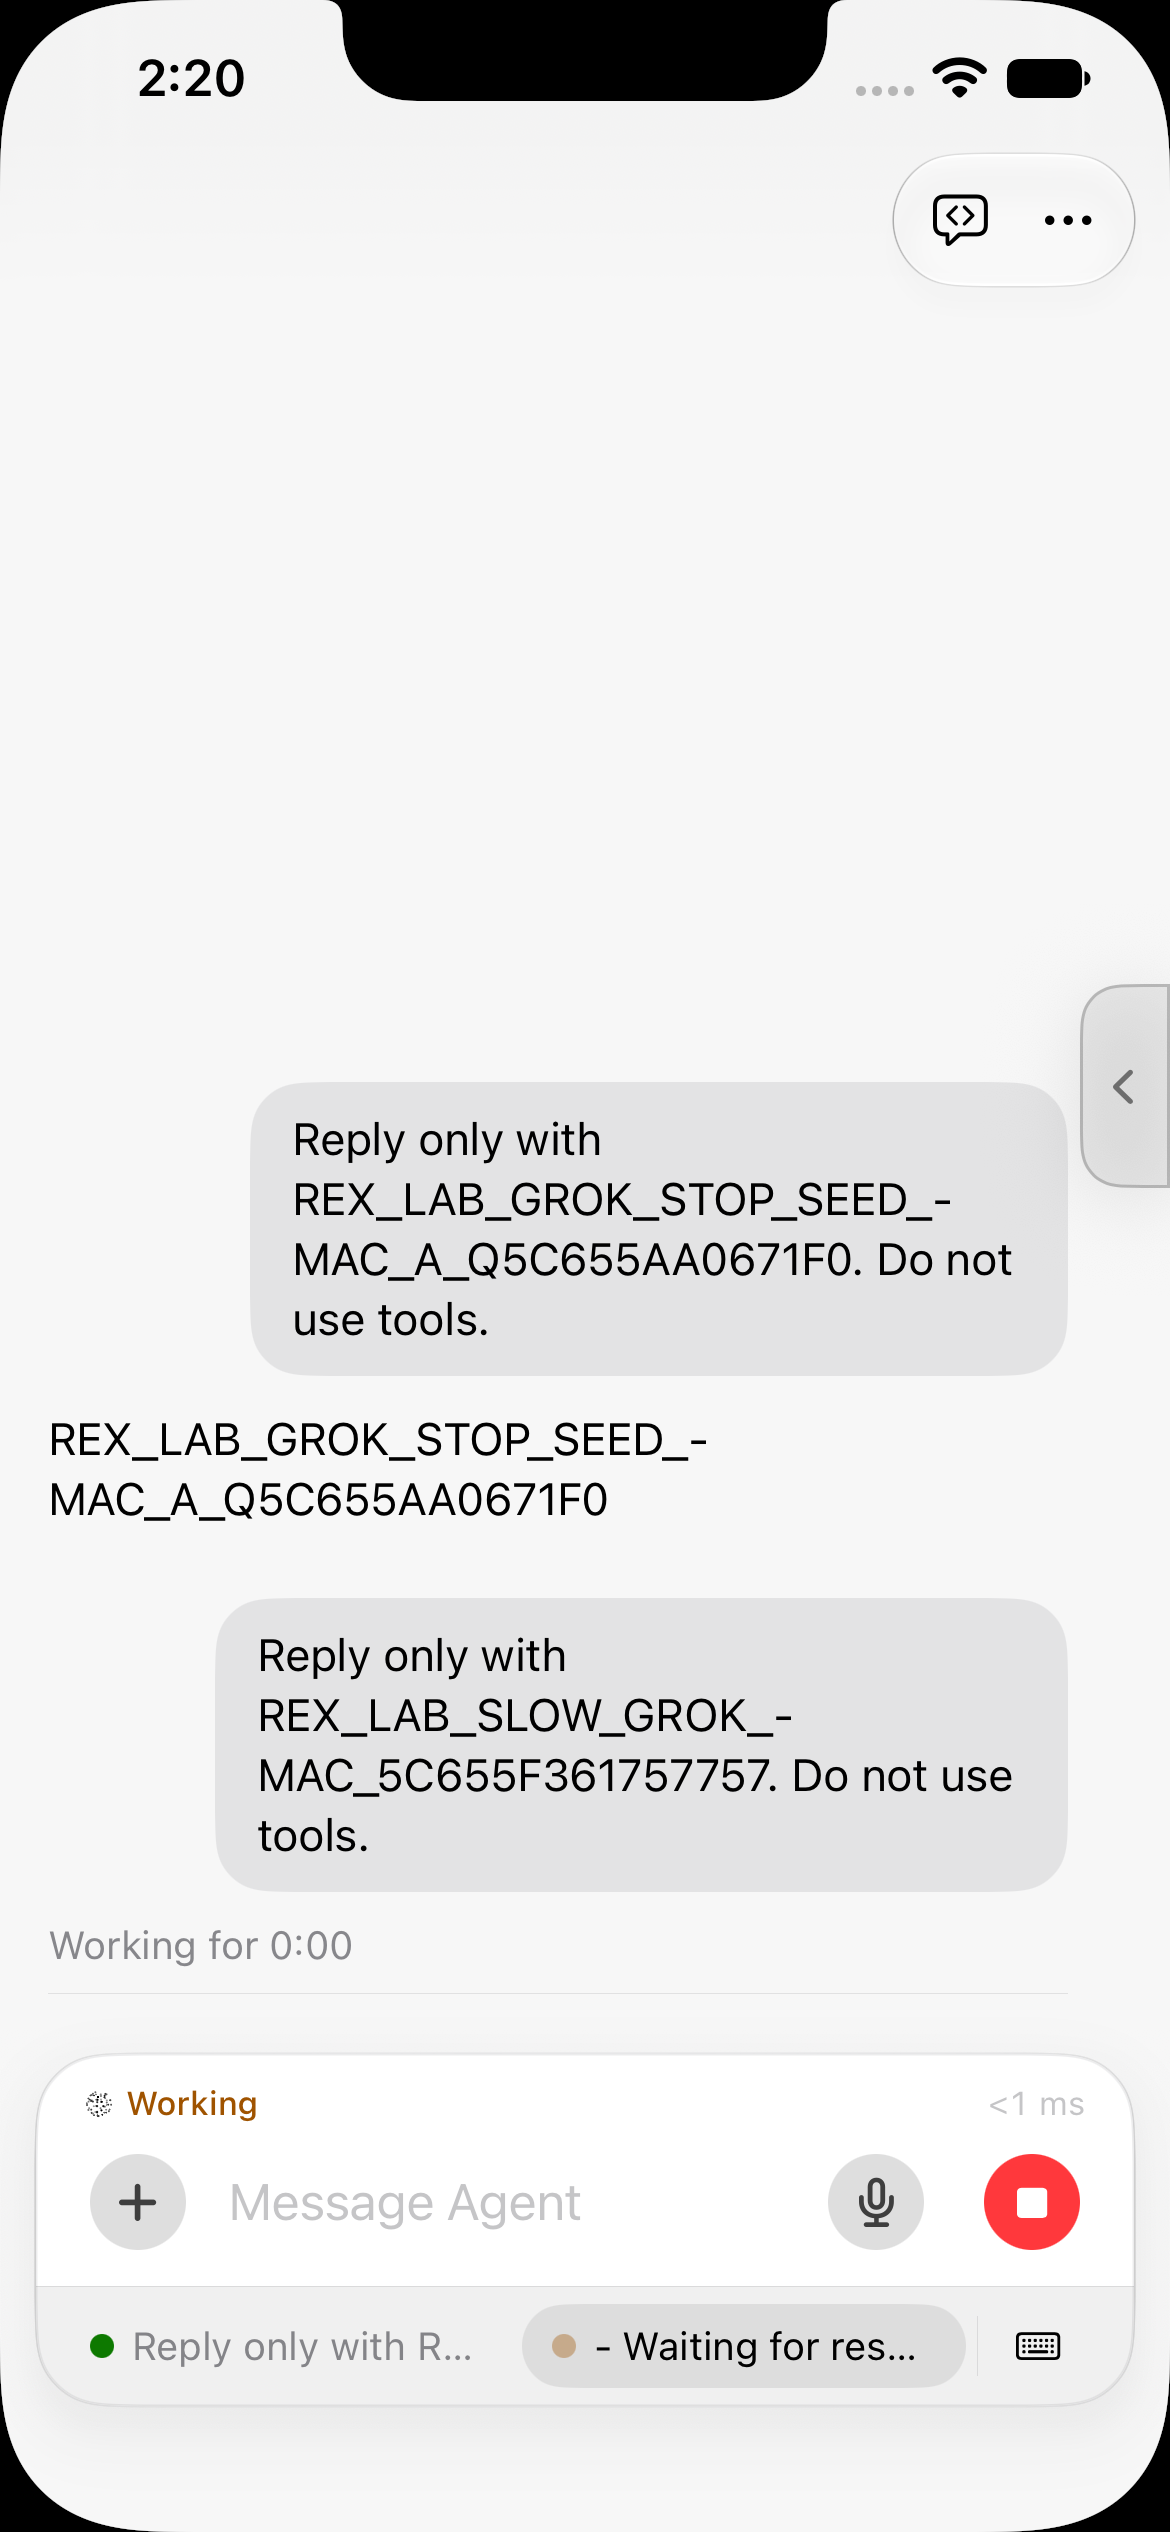 2:20
Reply only with
REX_LAB_GROK_STOP_SEED_-
MAC_A_Q5C655AA0671F0. Do not
use tools.
REX_LAB_GROK_STOP_SEED_-
MAC_A_Q5C655AA0671F0
Reply only with
REX_LAB_SLOW_GROK_-
MAC_5C655F361757757. Do not use
tools.
Working for 0:00
Working <1 ms
Message Agent
Reply only with R... - Waiting for res...